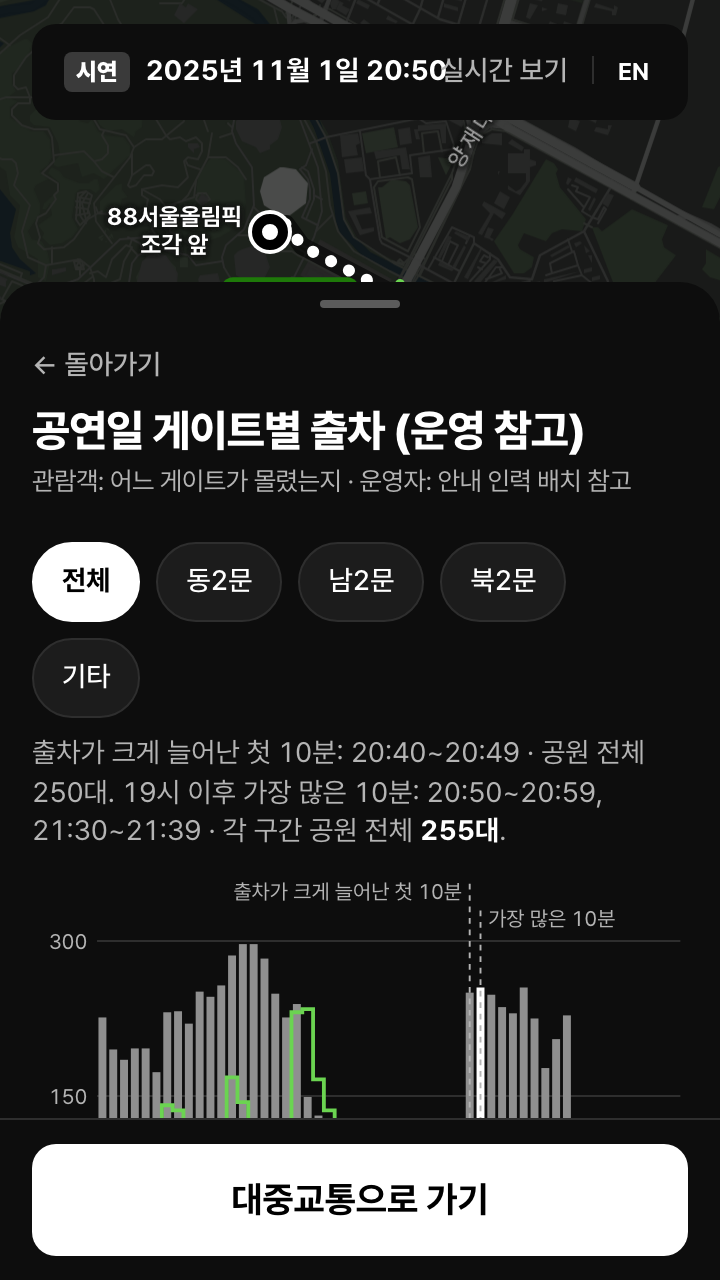 시연 2025년 11월 1일 20:50 실시간 보기 EN
양재대
88서울올림픽
조각 앞
← 돌아가기
공연일 게이트별 출차 (운영 참고)
관람객: 어느 게이트가 몰렸는지 · 운영자: 안내 인력 배치 참고
전체 동2문 남2문 북2문
기타
출차가 크게 늘어난 첫 10분: 20:40~20:49 · 공원 전체
250대. 19시 이후 가장 많은 10분: 20:50~20:59,
21:30~21:39 · 각 구간 공원 전체 255대.
출차가 크게 늘어난 첫 10분
가장 많은 10분
300
150
대중교통으로 가기